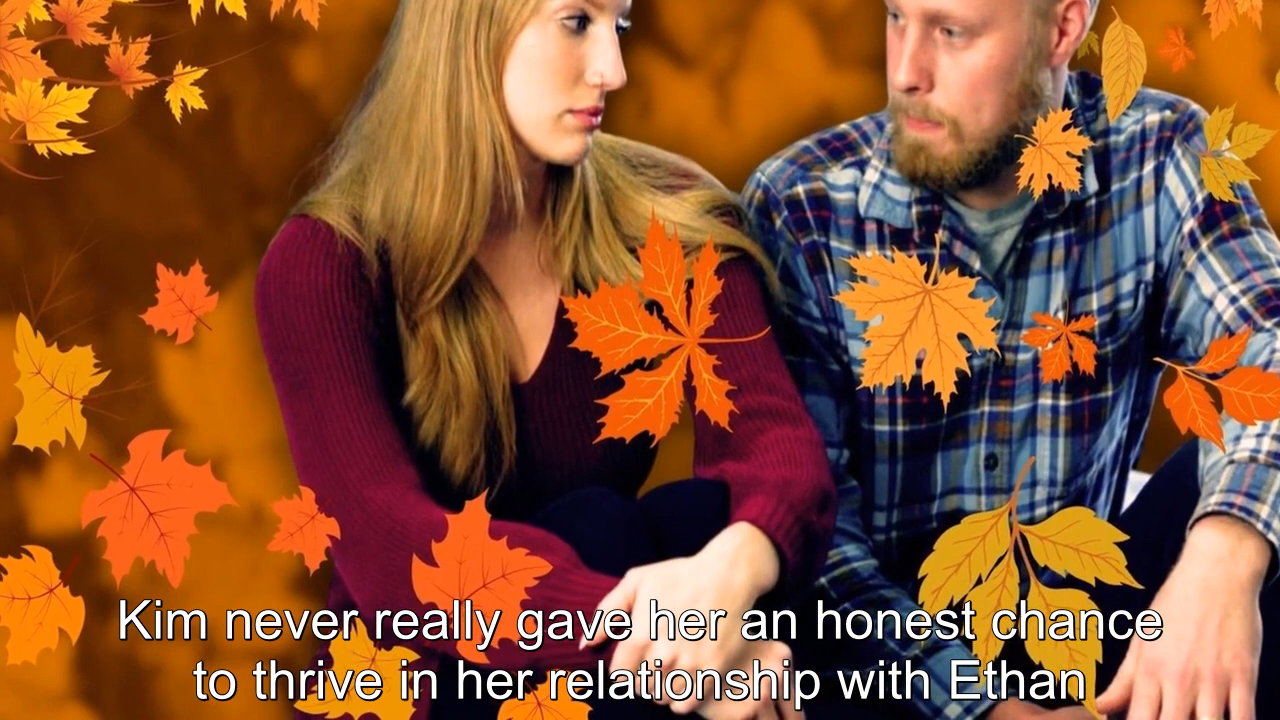 Kim never really gave her an honest chance
to thrive in her relationship with Ethan